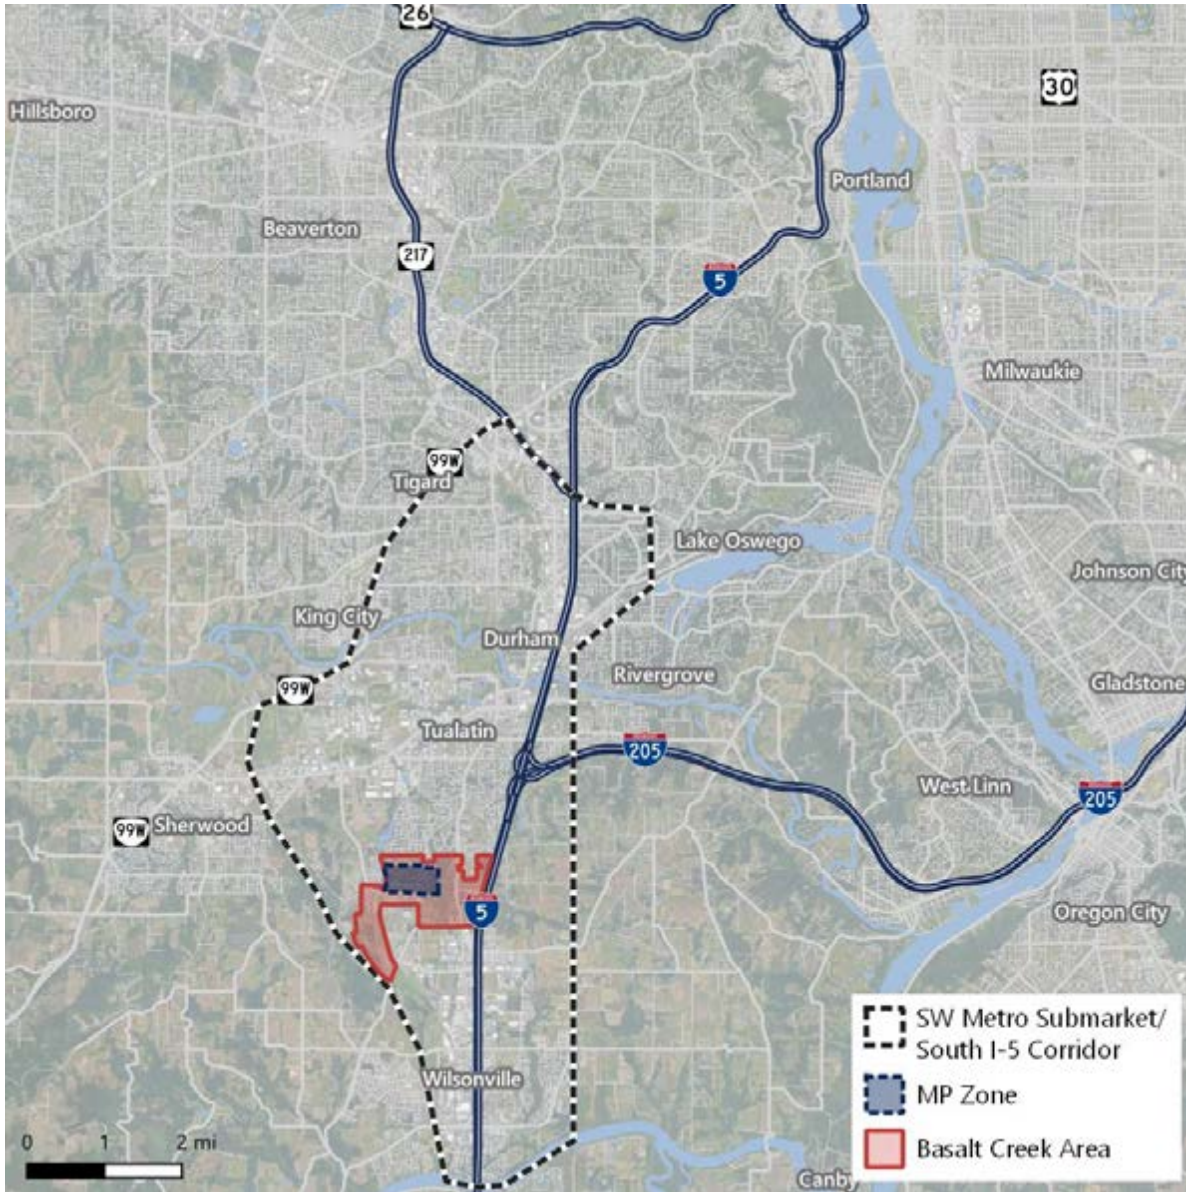 26
30
Hillsboro
Portland
Beaverton
217
5
Milwaukie
99W
Tigard
Lake Oswego
Johnson City
King City
Durham
Rivergrove
99W
Gladstone
Tualatin
205
West Linn
205
99W
Sherwood
5
Oregon City
SW Metro Submarket/
South I-5 Corridor
Wilsonville
MP Zone
0 1 2 mi
Basalt Creek Area
Canby